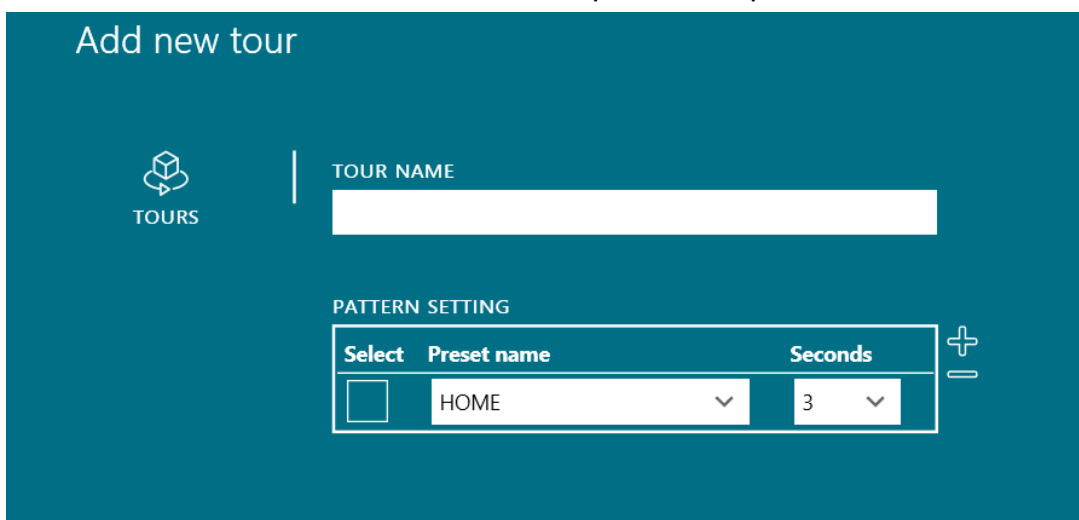 Add new tour
TOURS
TOUR NAME
PATTERN SETTING
Select Preset name Seconds
HOME 3